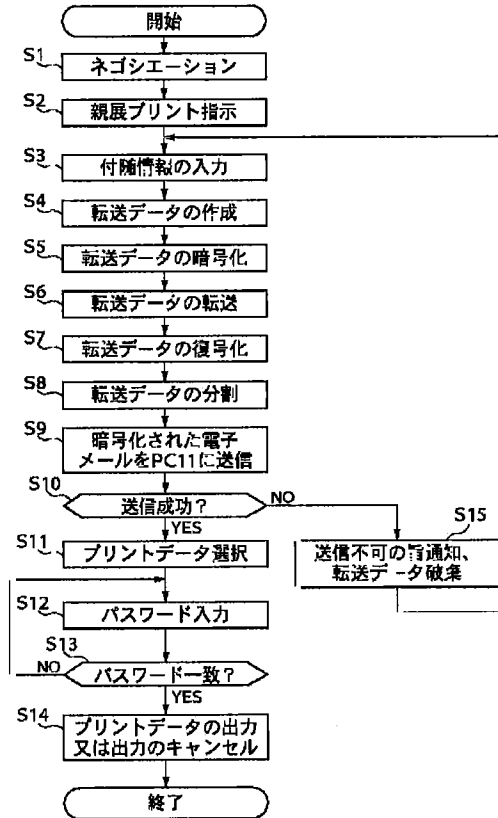 開始
S1
ネゴシエーション
S2
親展プリント指示
S3
付随情報の入力
S4
転送データの作成
S5
転送データの暗号化
S6
転送データの転送
S7
転送データの復号化
S8
転送データの分割
S9
暗号化された電子
メールをPC11に送信
S10
送信成功？
NO
YES
S15
送信不可の旨通知、
転送データ破棄
S11
プリントデータ選択
S12
パスワード入力
S13
パスワード一致？
NO
YES
S14
プリントデータの出力
又は出力のキャンセル
終了